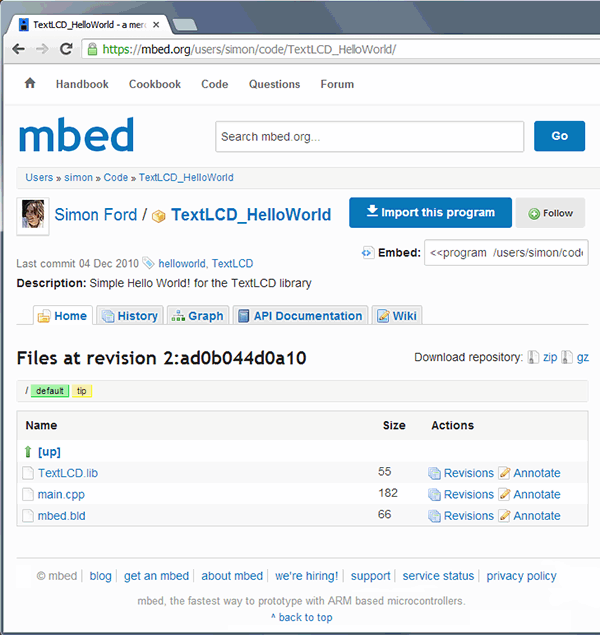 TextLCD_HelloWorld - a mer
https://mbed.org/users/simon/code/TextLCD_HelloWorld/
Handbook Cookbook Code Questions Forum
mbed Search mbed.org... Go
Users » simon » Code » TextLCD_HelloWorld
Simon Ford / TextLCD_HelloWorld Import this program Follow
Embed: <<program /users/simon/cod
Last commit 04 Dec 2010 helloworld, TextLCD
Description: Simple Hello World! for the TextLCD library
Home History Graph API Documentation Wiki
Files at revision 2:ad0b044d0a10 Download repository: zip gz
/ default tip
Name Size Actions
[up]
TextLCD.lib 55 Revisions Annotate
main.cpp 182 Revisions Annotate
mbed.bld 66 Revisions Annotate
© mbed blog get an mbed about mbed we're hiring! support service status privacy policy
mbed, the fastest way to prototype with ARM based microcontrollers.
^ back to top